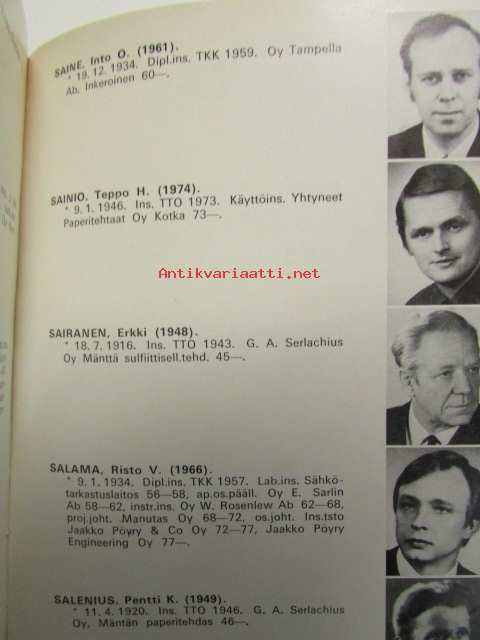 SAINE, Into O. (1961).
* 19. 12. 1934. Dipl.ins. TKK 1959. Oy Tampella
Ab. Inkeroinen 60—.
SAINIO, Teppo H. (1974).
* 9. 1. 1946. Ins. TTO 1973. Käyttöins. Yhtyneet
Paperitehtaat Oy Kotka 73—.
Antikvariaatti.net
SAIRANEN, Erkki (1948).
* 18. 7. 1916. Ins. TTO 1943. G. A. Serlachius
Oy Mänttä sulfiittisell.tehd. 45—.
SALAMA, Risto V. (1966).
* 9. 1. 1934. Dipl.ins. TKK 1957. Lab.ins. Sähkö-
tarkastuslaitos 56—58, ap.os.pääll. Oy E. Sarlin
Ab 58—62, instr.ins. Oy W. Rosenlew Ab 62—68,
proj.joht. Manutas Oy 68—72, os.joht. Ins.tsto
Jaakko Pöyry & Co Oy 72—77, Jaakko Pöyry
Engineering Oy 77—.
SALENIUS, Pentti K. (1949).
* 11. 4. 1920. Ins. TTO 1946. G. A. Serlachius
Oy, Mäntän paperitehdas 46—.